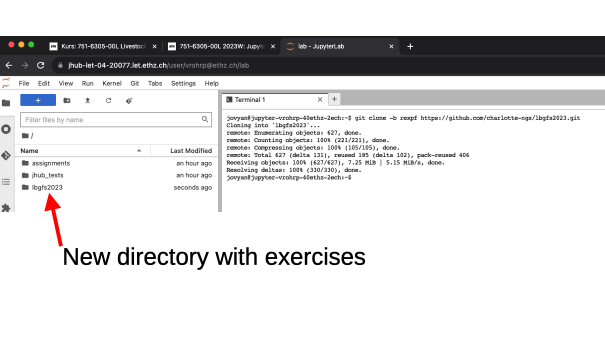 Kurs: 751-6305-00L Livestoc
751-6305-00L 2023W: Jupyte
lab - JupyterLab
jhub-let-04-20077.let.ethz.ch/user/vrohrp@ethz.ch/lab
File Edit View Run Kernel Git Tabs Settings Help
Terminal 1
Filter files by name
/
Name Last Modified
assignments an hour ago
jhub_tests an hour ago
lbgfs2023 seconds ago
jovyan@jupyter-vrohrp-40ethz-2ech:~$ git clone -b rexpf https://github.com/charlotte-ngs/lbgfs2023.git
Cloning into 'lbgfs2023'...
remote: Enumerating objects: 627, done.
remote: Counting objects: 100% (221/221), done.
remote: Compressing objects: 100% (105/105), done.
remote: Total 627 (delta 131), reused 185 (delta 102), pack-reused 406
Receiving objects: 100% (627/627), 7.25 MiB | 5.15 MiB/s, done.
Resolving deltas: 100% (330/330), done.
jovyan@jupyter-vrohrp-40ethz-2ech:~$
New directory with exercises